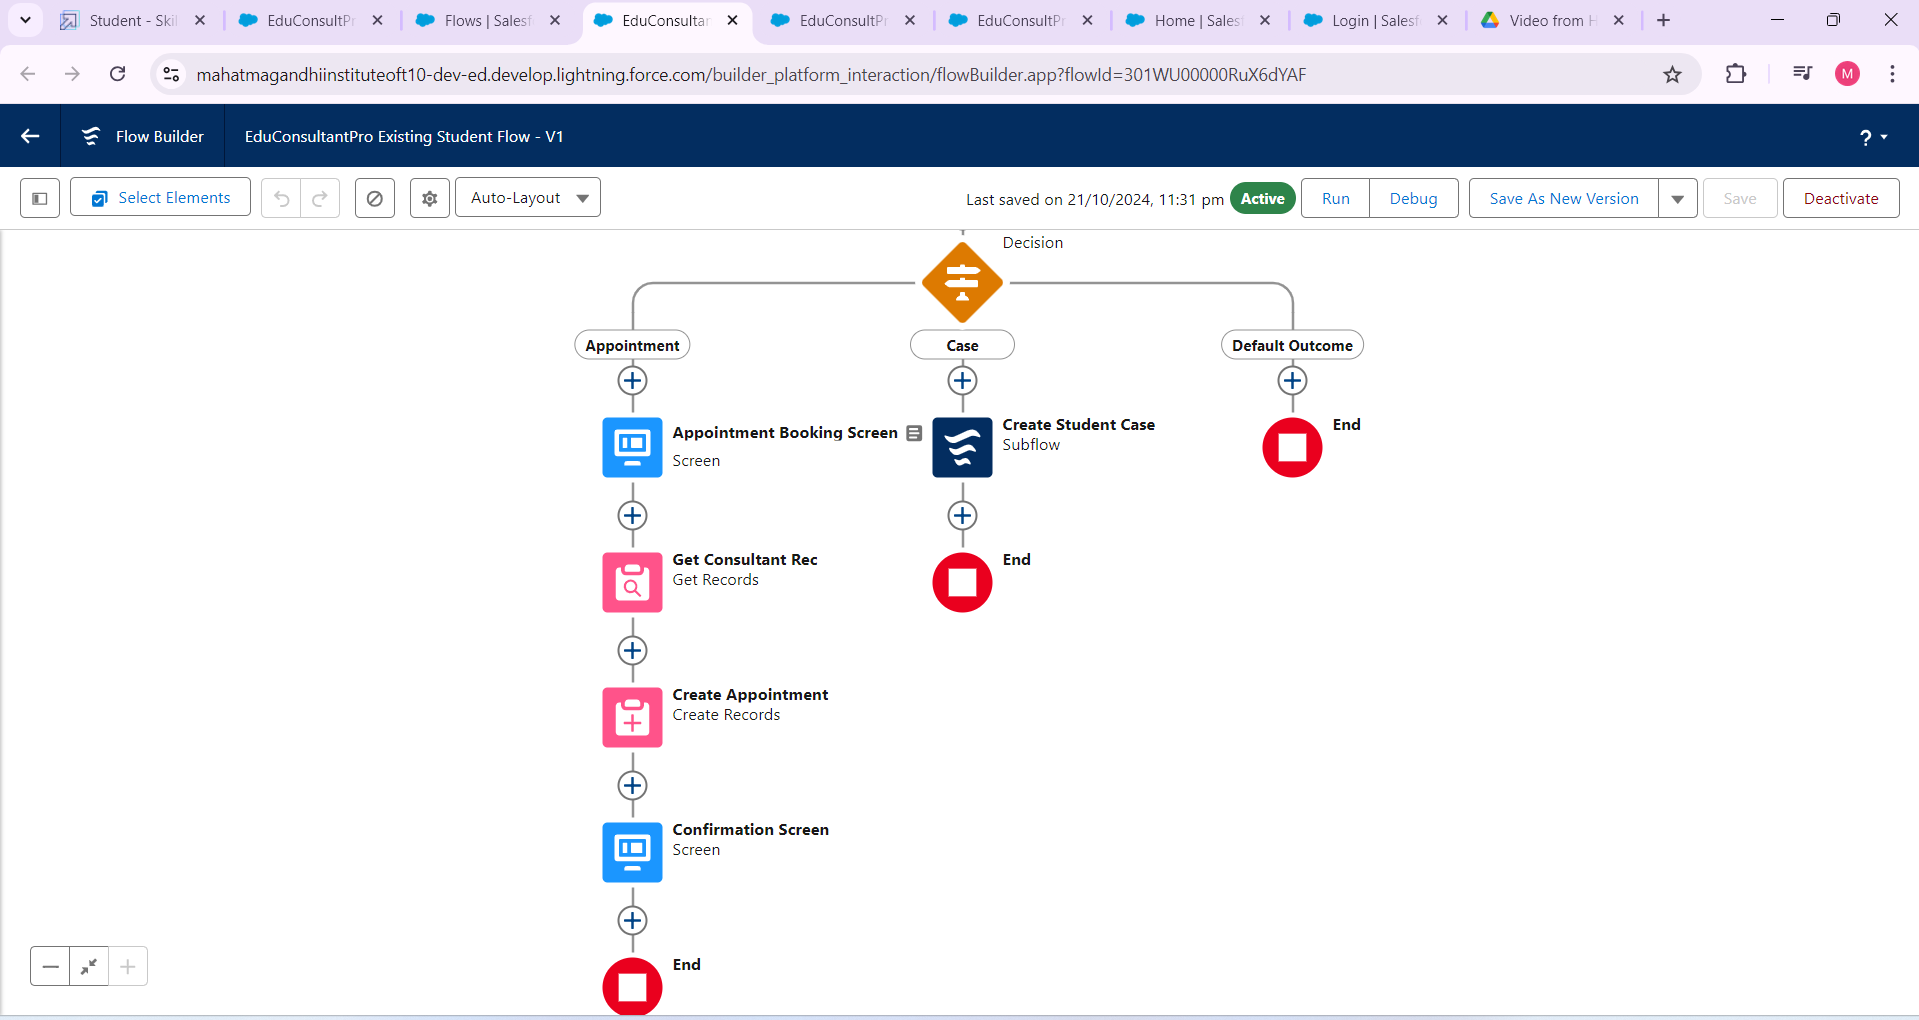 Student - Skil
EduConsultPr
Flows | Salesf
EduConsultan
EduConsultPr
EduConsultPr
Home | Salesf
Login | Salesf
Video from H
mahatmagandhiinstituteoft10-dev-ed.develop.lightning.force.com/builder_platform_interaction/flowBuilder.app?flowId=301WU00000RuX6dYAF
M
Flow Builder
EduConsultantPro Existing Student Flow - V1
?
Select Elements
Auto-Layout
Last saved on 21/10/2024, 11:31 pm
Active
Run
Debug
Save As New Version
Save
Deactivate
Decision
Appointment
Case
Default Outcome
Appointment Booking Screen
Screen
Create Student Case
Subflow
End
Get Consultant Rec
Get Records
End
Create Appointment
Create Records
Confirmation Screen
Screen
End